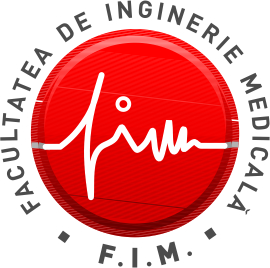 FACULTATEA DE INGINERIE MEDICALĂ
fim
F.I.M.